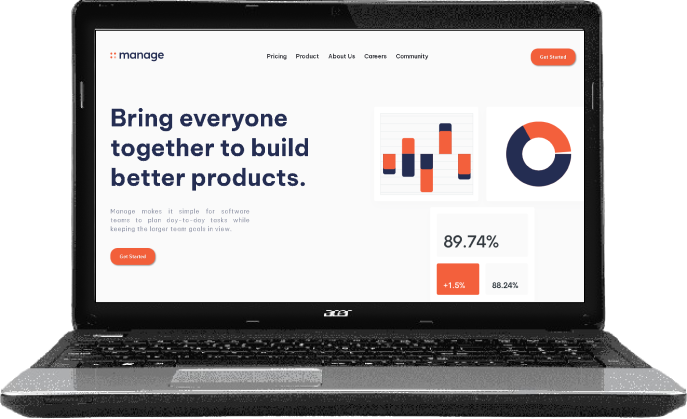 manage
Pricing Product About Us Careers Community
Get Started
Bring everyone
together to build
better products.
Manage makes it simple for software
teams to plan day-to-day tasks while
keeping the larger team goals in view.
Get Started
89.74%
+1.5%
88.24%
acer